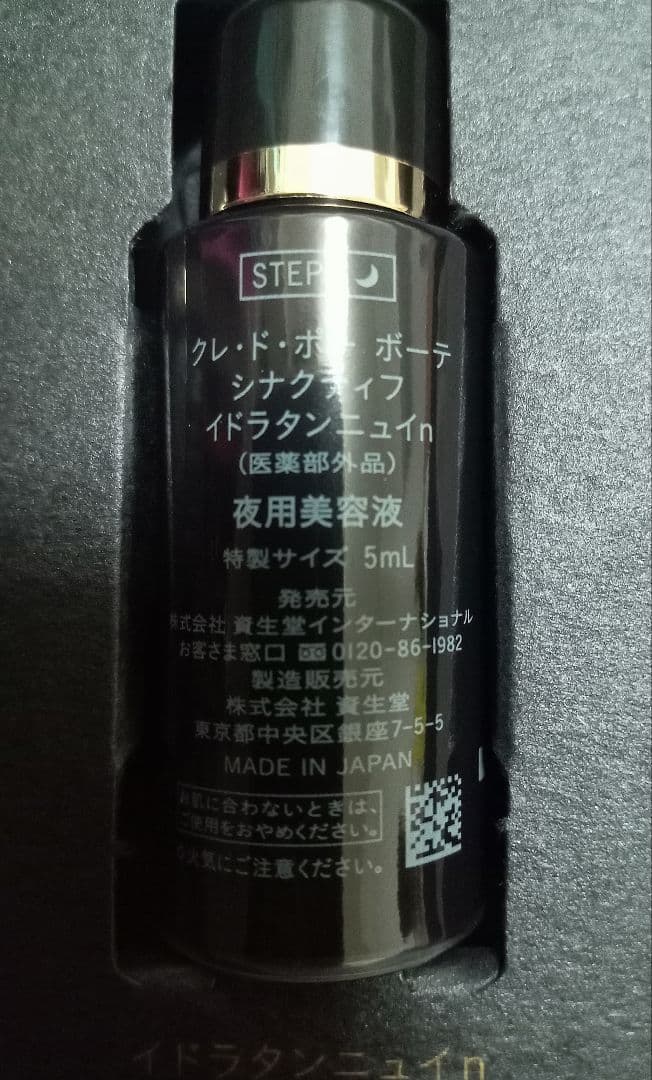 STEP
クレ・ド・ポー ボーテ
シナクティフ
イドラタンニュイn
(医薬部外品)
夜用美容液
特製サイズ 5mL
発売元
株式会社 資生堂インターナショナル
お客さま窓口 0120-86-1982
製造販売元
株式会社 資生堂
東京都中央区銀座7-5-5
MADE IN JAPAN
お肌に合わないときは、
ご使用をおやめください。
火気にご注意ください。
イドラタンニュイn